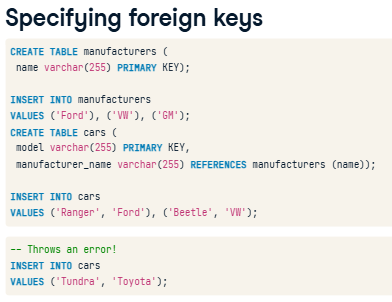 Specifying foreign keys
CREATE TABLE manufacturers (
name varchar(255) PRIMARY KEY);
INSERT INTO manufacturers
VALUES ('Ford'), ('VW'), ('GM');
CREATE TABLE cars (
model varchar(255) PRIMARY KEY,
manufacturer_name varchar(255) REFERENCES manufacturers (name));
INSERT INTO cars
VALUES ('Ranger', 'Ford'), ('Beetle', 'VW');
-- Throws an error!
INSERT INTO cars
VALUES ('Tundra', 'Toyota');